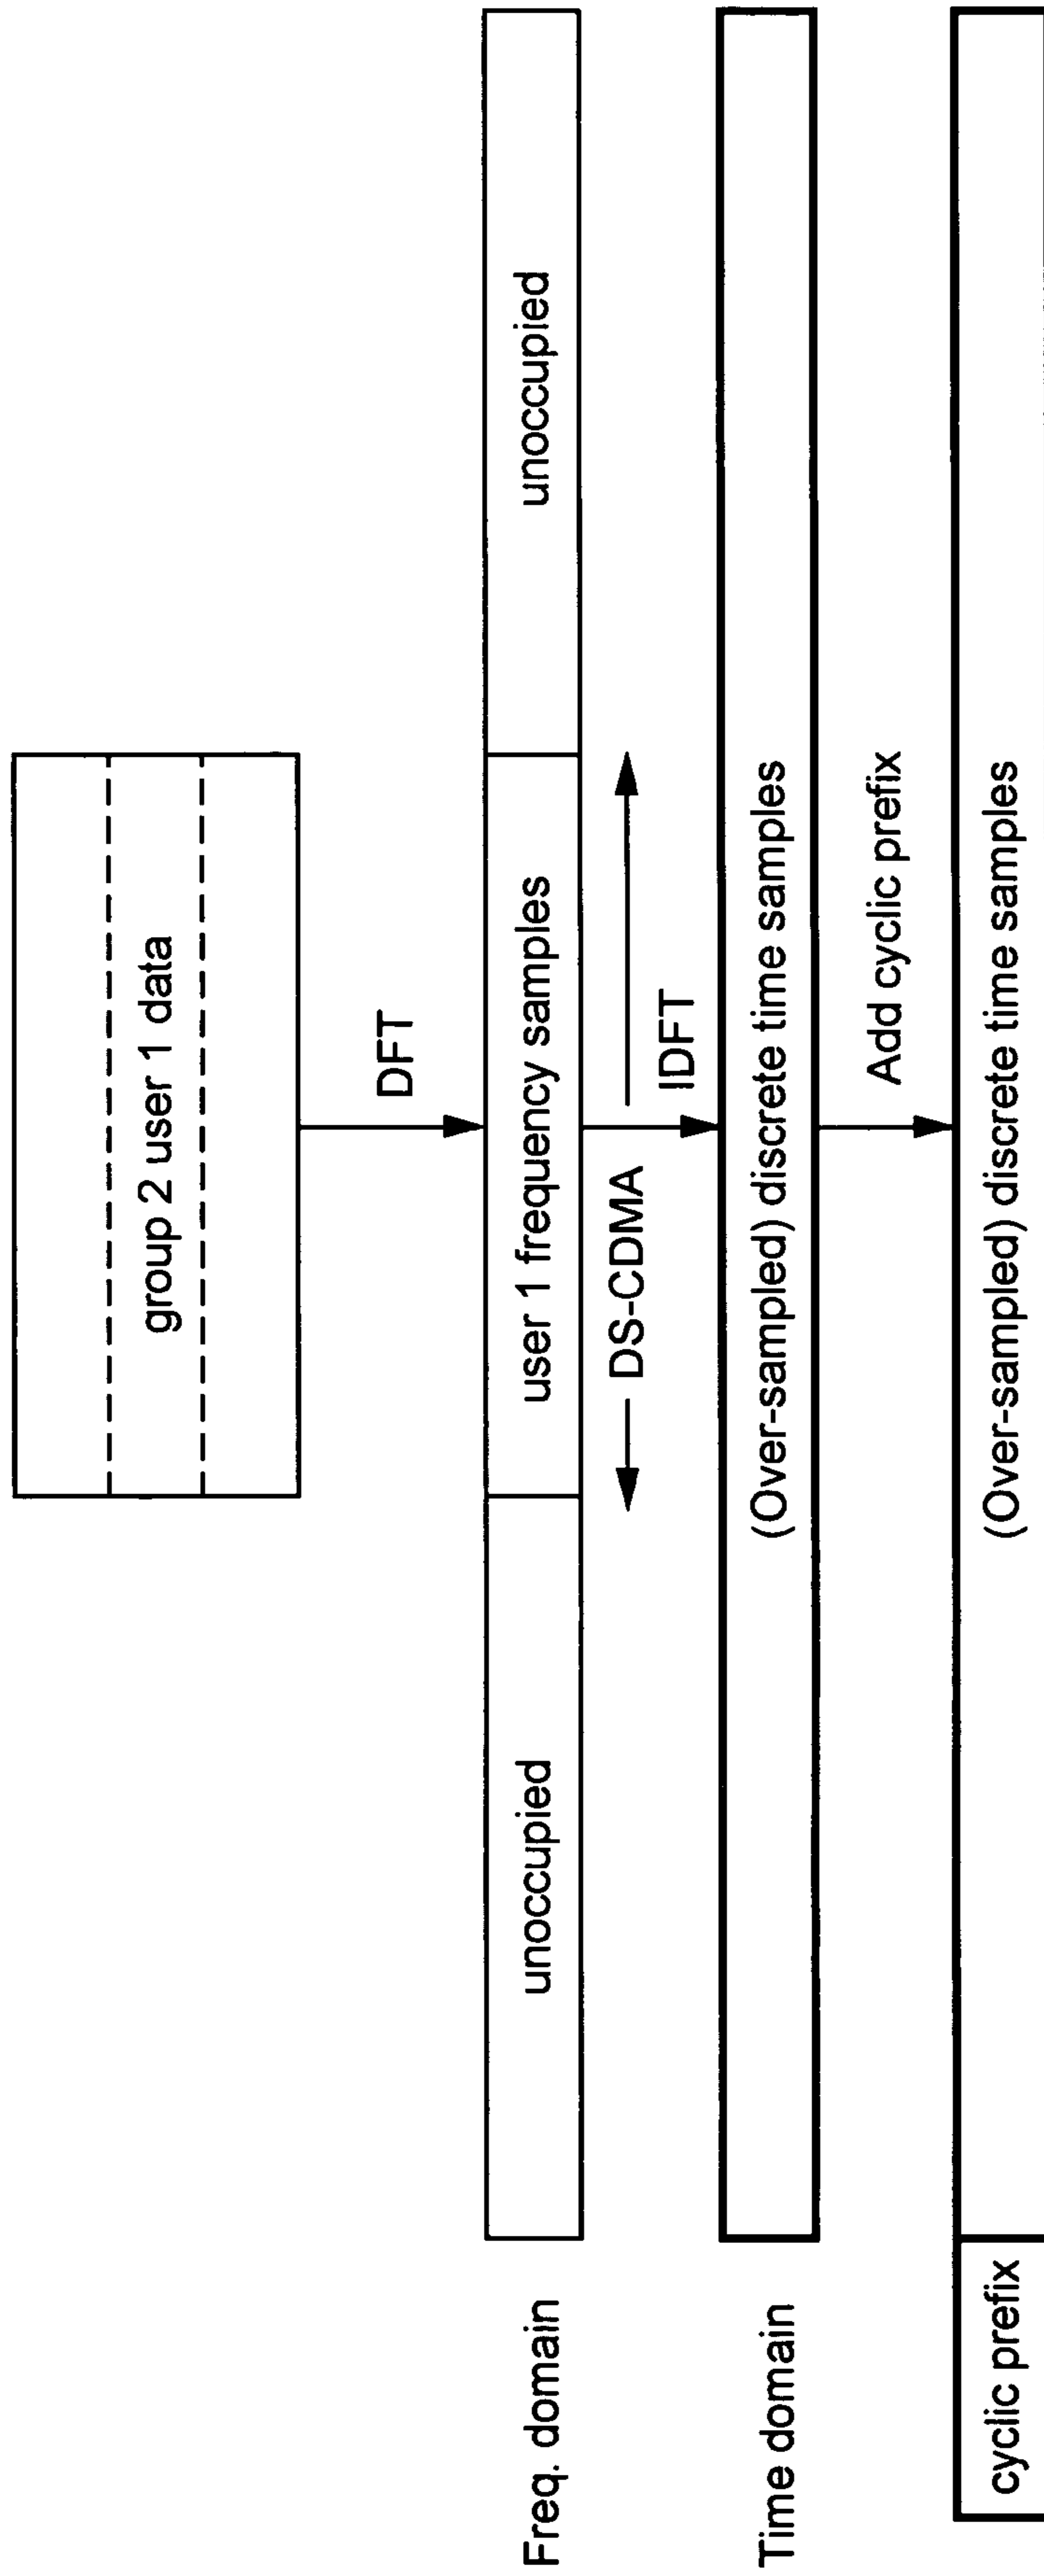 group 2 user 1 data
DFT
Freq. domain
unoccupied
user 1 frequency samples
unoccupied
DS-CDMA
IDFT
Time domain
(Over-sampled) discrete time samples
Add cyclic prefix
cyclic prefix
(Over-sampled) discrete time samples